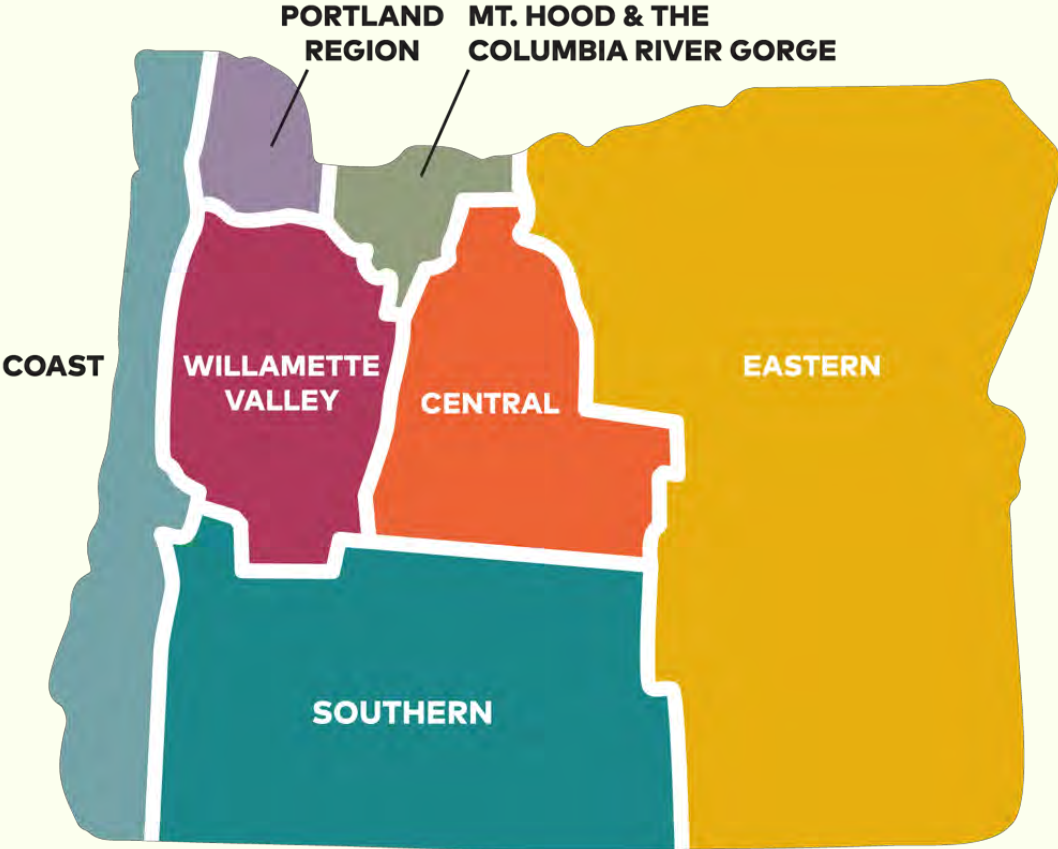 PORTLAND
REGION
MT. HOOD & THE
COLUMBIA RIVER GORGE
COAST
WILLAMETTE
VALLEY
CENTRAL
EASTERN
SOUTHERN